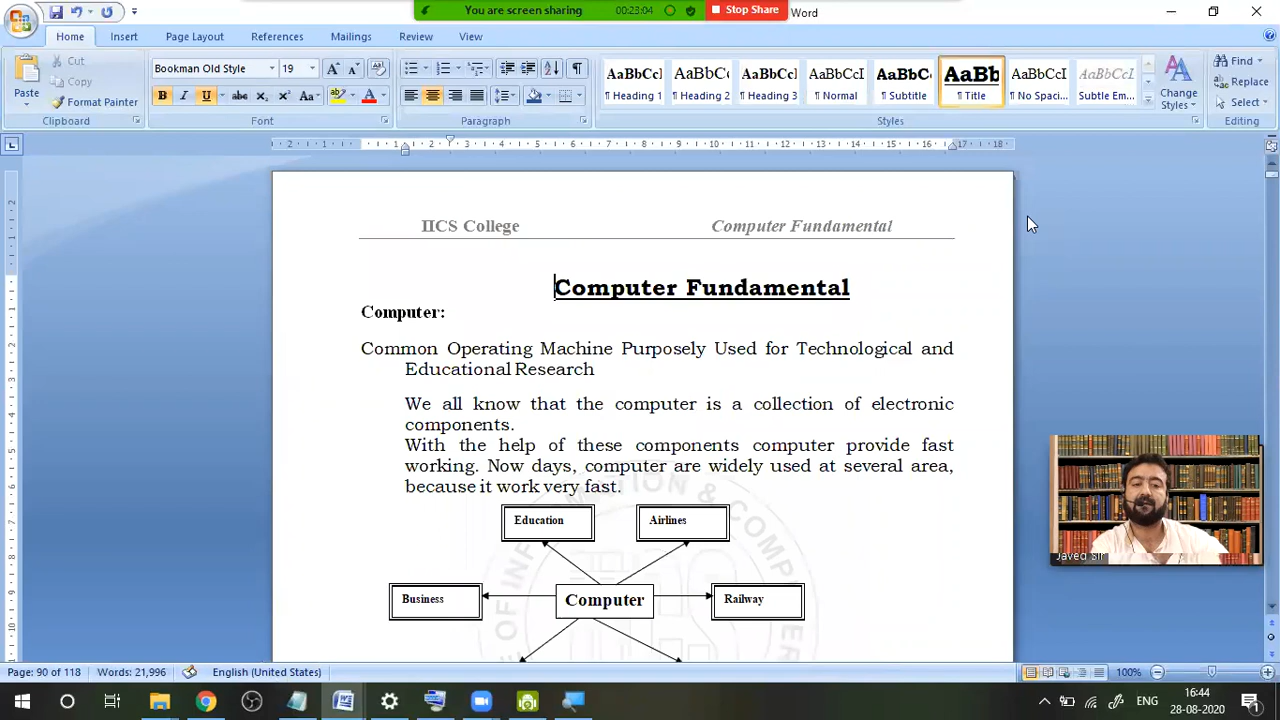 You are screen sharing
00:23:04
Stop Share
Word
Home
Insert
Page Layout
References
Mailings
Review
View
Paste
Cut
Copy
Format Painter
Clipboard
Bookman Old Style
19
Font
Paragraph
AaBbCcI
AaBbCcI
AaBbCcI
AaBbCcI
AaBbC
AaBb
AaBbCcI
AaBbCcI
¶ Heading 1
¶ Heading 2
¶ Heading 3
¶ Normal
¶ Subtitle
¶ Title
¶ No Spaci...
Subtle Em...
Change
Styles
Styles
Find
Replace
Select
Editing
IICS College
Computer Fundamental
Computer Fundamental
Computer:
Common Operating Machine Purposely Used for Technological and
Educational Research
We all know that the computer is a collection of electronic
components.
With the help of these components computer provide fast
working. Now days, computer are widely used at several area,
because it work very fast.
Education
Airlines
Business
Computer
Railway
Javed Sir
Page: 90 of 118
Words: 21,996
English (United States)
100%
ENG
16:44
28-08-2020